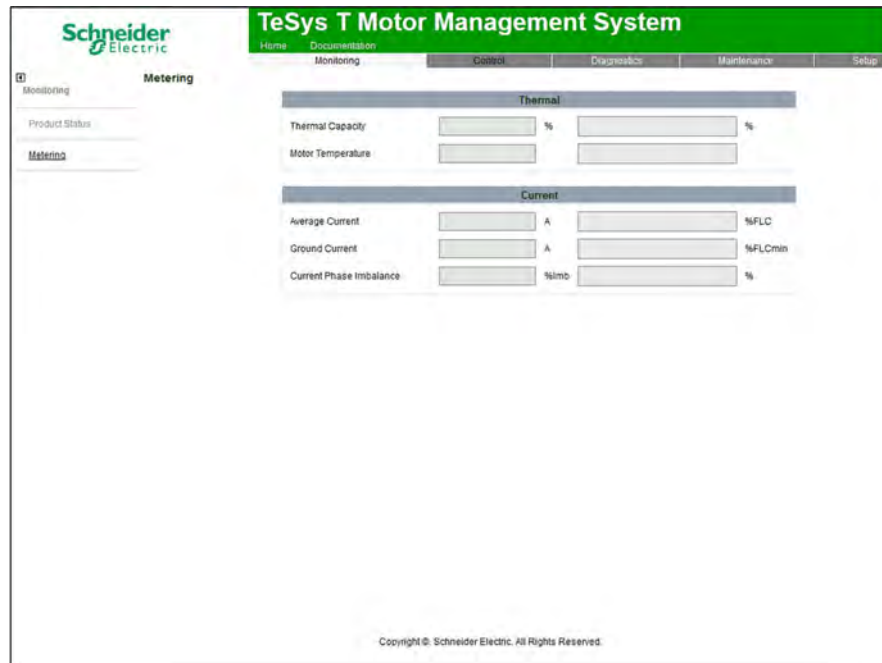 Schneider
Electric
TeSys T Motor Management System
Home Documentation
Monitoring Control Diagnostics Maintenance Setup
Metering
Monitoring
Product Status
Metering
Thermal
Thermal Capacity % %
Motor Temperature
Current
Average Current A %FLC
Ground Current A %FLCmin
Current Phase Imbalance %Imb %
Copyright ©. Schneider Electric. All Rights Reserved.